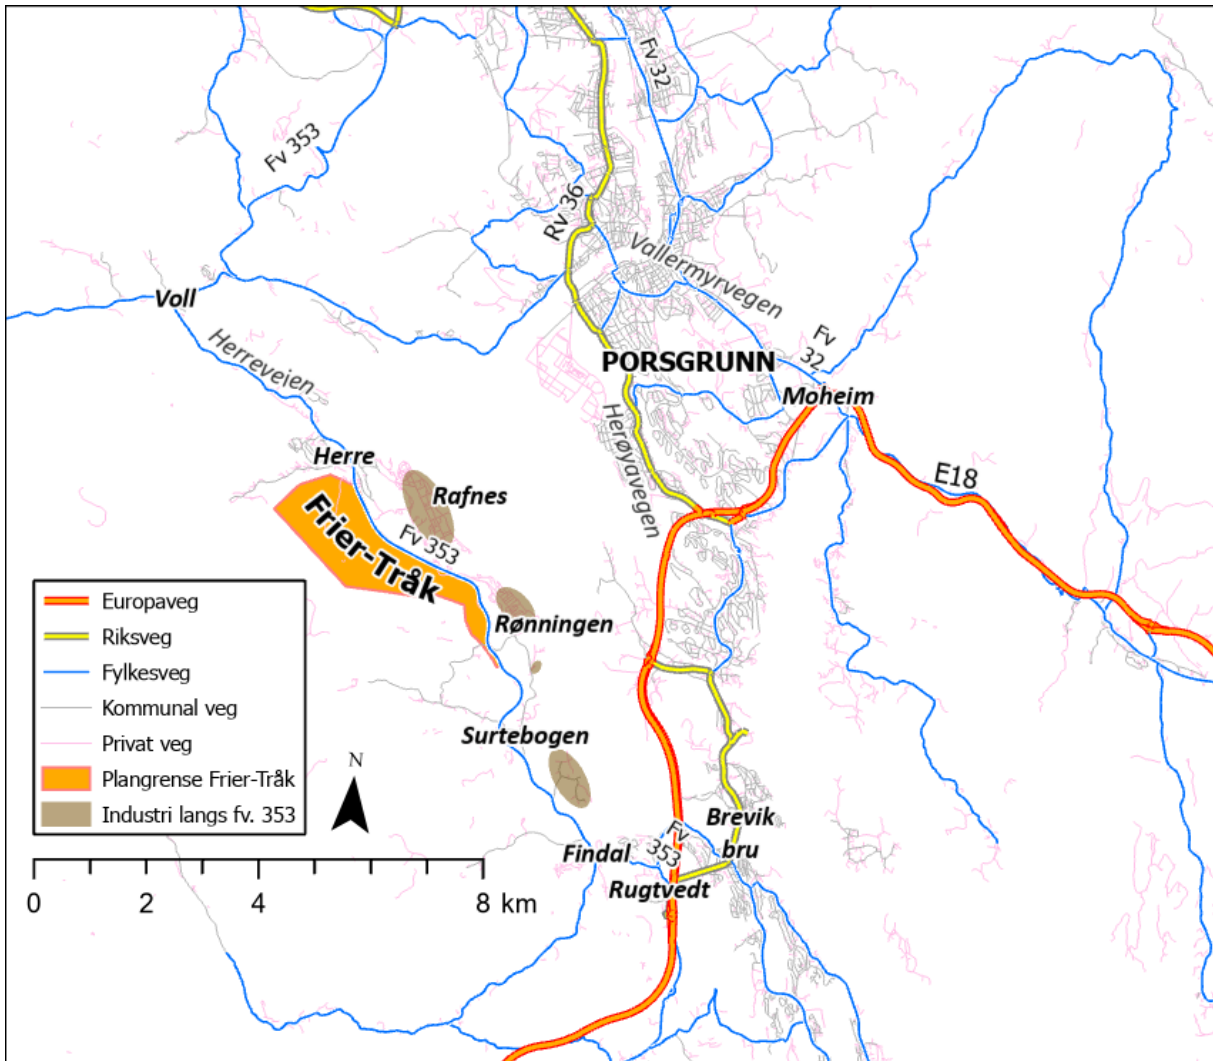 Fv 32
Fv 353
Rv 36
Vallermyrvegen
Voll
Herreveien
Fv
32
PORSGRUNN
Moheim
Herøyavegen
Herre
E18
Rafnes
Frier-Tråk
Fv 353
Rønningen
Europaveg
Riksveg
Fylkesveg
Kommunal veg
Privat veg
Plangrense Frier-Tråk
Industri langs fv. 353
Surtebogen
N
Brevik
bru
Fv
353
Findal
Rugtvedt
0 2 4 8 km